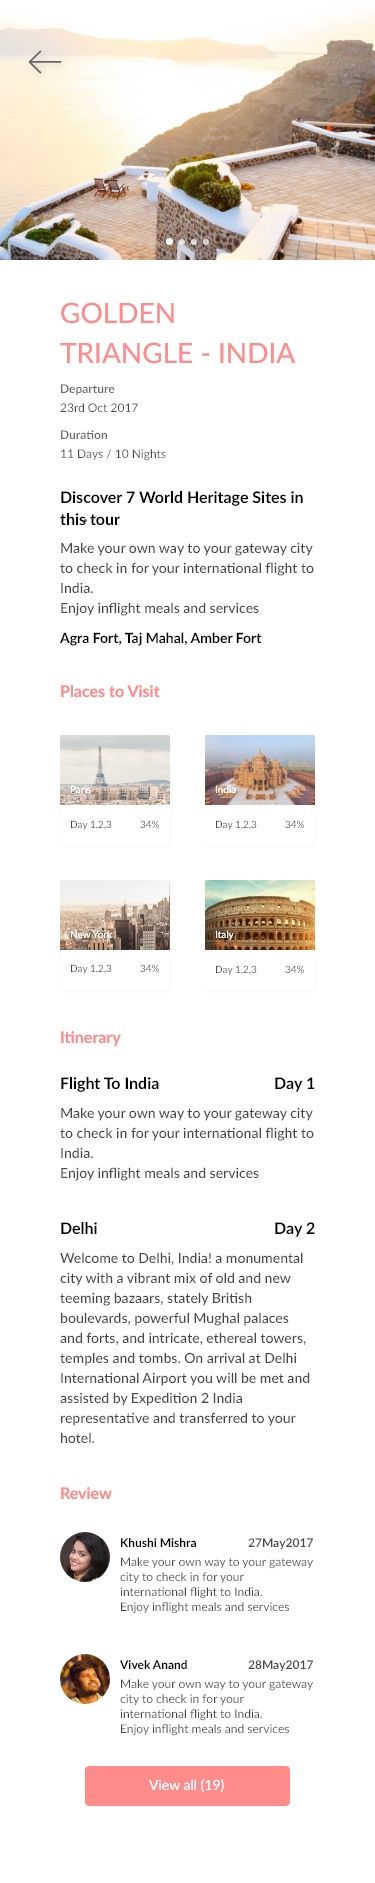 GOLDEN
TRIANGLE - INDIA
Departure
23rd Oct 2017
Duration
11 Days / 10 Nights
Discover 7 World Heritage Sites in
this tour
Make your own way to your gateway city
to check in for your international flight to
India.
Enjoy inflight meals and services
Agra Fort, Taj Mahal, Amber Fort
Places to Visit
Paris
Day 1,2,3 34%
India
Day 1,2,3 34%
New York
Day 1,2,3 34%
Italy
Day 1,2,3 34%
Itinerary
Flight To India Day 1
Make your own way to your gateway city
to check in for your international flight to
India.
Enjoy inflight meals and services
Delhi Day 2
Welcome to Delhi, India! a monumental
city with a vibrant mix of old and new
teeming bazaars, stately British
boulevards, powerful Mughal palaces
and forts, and intricate, ethereal towers,
temples and tombs. On arrival at Delhi
International Airport you will be met and
assisted by Expedition 2 India
representative and transferred to your
hotel.
Review
Khushi Mishra 27May2017
Make your own way to your gateway
city to check in for your
international flight to India.
Enjoy inflight meals and services
Vivek Anand 28May2017
Make your own way to your gateway
city to check in for your
international flight to India.
Enjoy inflight meals and services
View all (19)